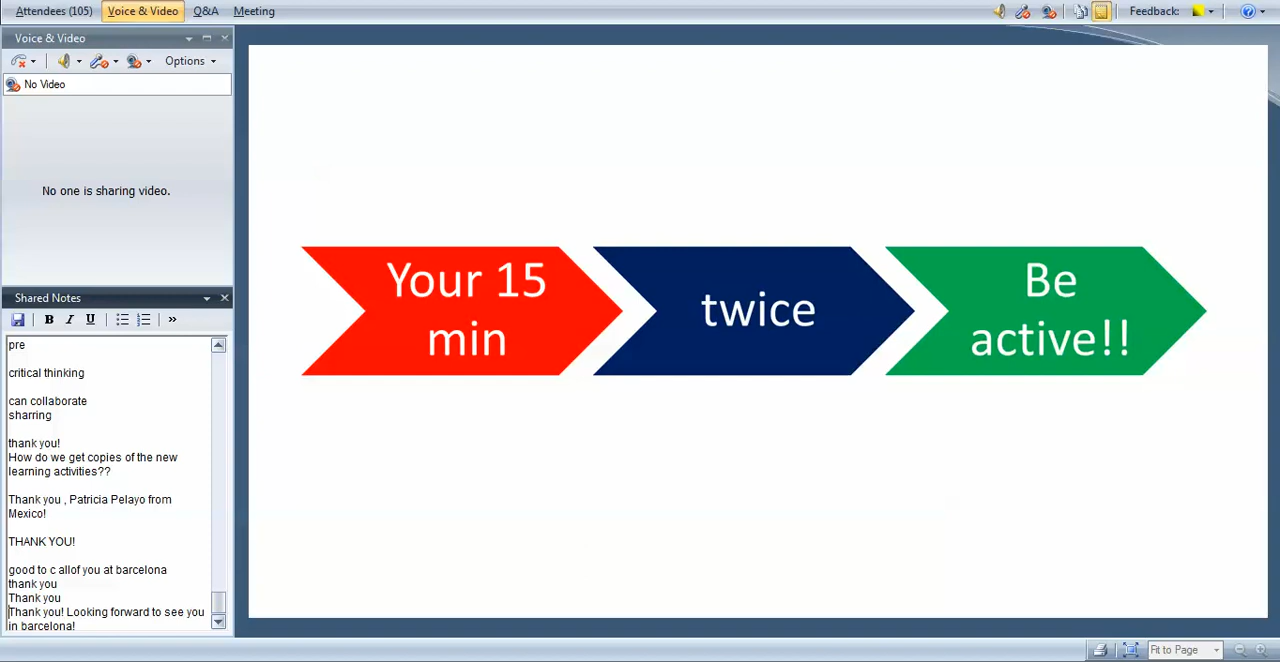 Attendees (105) Voice & Video Q&A Meeting Feedback:
Voice & Video
Options
No Video
No one is sharing video.
Shared Notes
B I U »
pre
critical thinking
can collaborate
sharring
thank you!
How do we get copies of the new
learning activities??
Thank you , Patricia Pelayo from
Mexico!
THANK YOU!
good to c allof you at barcelona
thank you
Thank you
Thank you! Looking forward to see you
in barcelona!
Your 15
min
twice
Be
active!!
Fit to Page